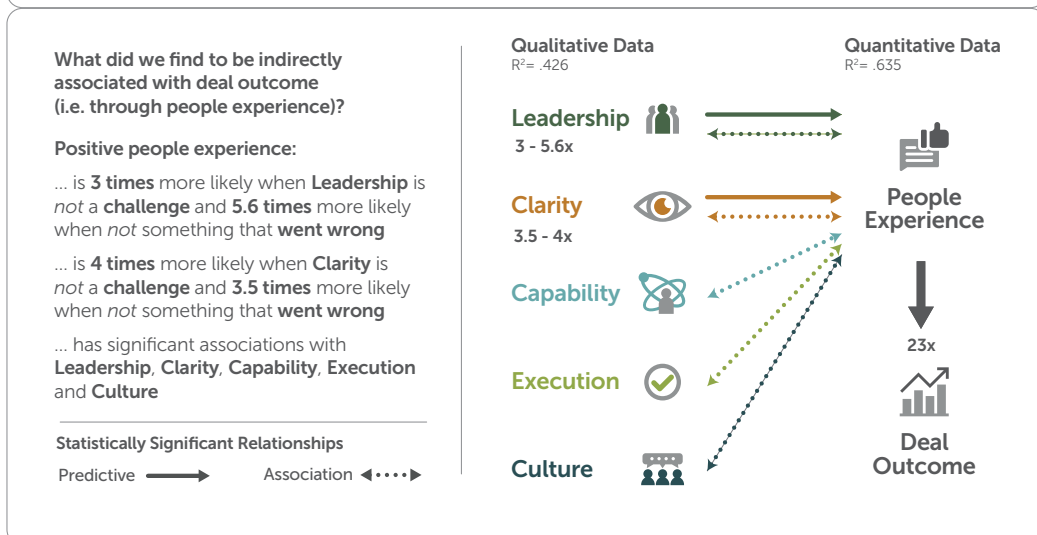 What did we find to be indirectly
associated with deal outcome
(i.e. through people experience)?
Positive people experience:
... is 3 times more likely when Leadership is
not a challenge and 5.6 times more likely
when not something that went wrong
... is 4 times more likely when Clarity is
not a challenge and 3.5 times more likely
when not something that went wrong
... has significant associations with
Leadership, Clarity, Capability, Execution
and Culture
Statistically Significant Relationships
Predictive
Association
Qualitative Data
R²= .426
Quantitative Data
R²= .635
Leadership
3 - 5.6x
Clarity
3.5 - 4x
Capability
Execution
Culture
People
Experience
23x
Deal
Outcome